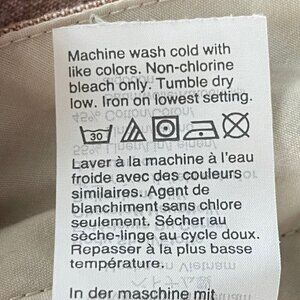 Machine wash cold with
like colors. Non-chlorine
bleach only. Tumble dry
low. Iron on lowest setting.
30
Laver à la machine à l'eau
froide avec des couleurs
similaires. Agent de
blanchiment sans chlore
seulement. Sécher au
sèche-linge au cycle doux.
Repasser à la plus basse
température.
In der maschine mit